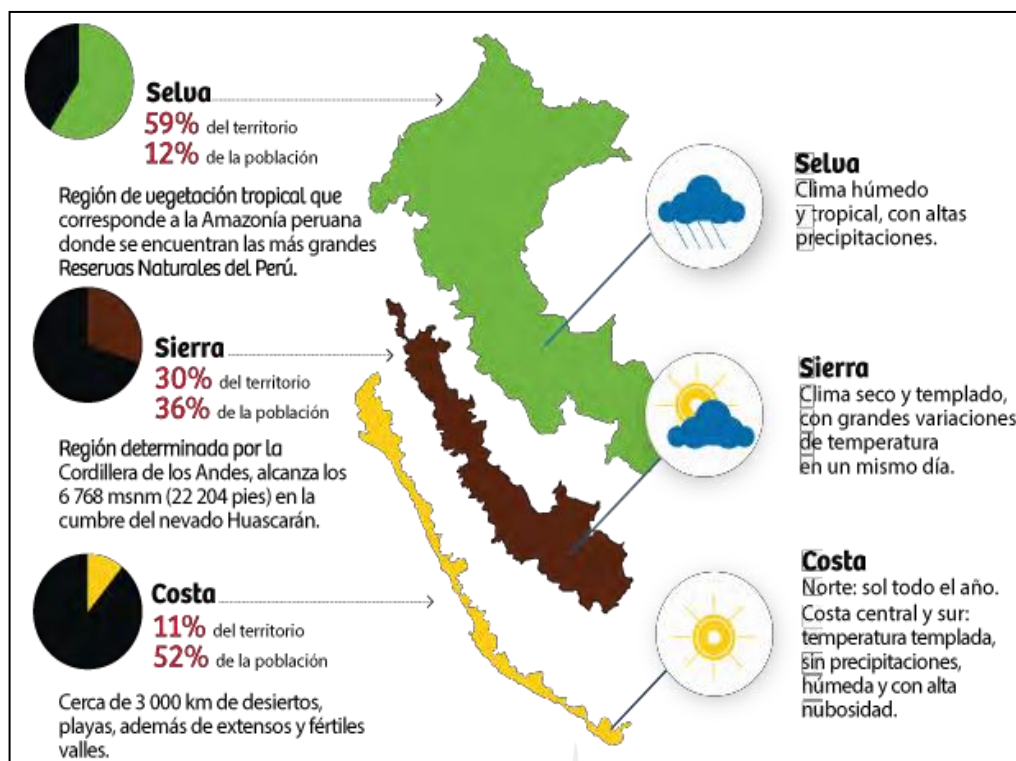 Selva
59% del territorio
12% de la población
Región de vegetación tropical que
corresponde a la Amazonía peruana
donde se encuentran las más grandes
Reservas Naturales del Perú.
Sierra
30% del territorio
36% de la población
Región determinada por la
Cordillera de los Andes, alcanza los
6 768 msnm (22 204 pies) en la
cumbre del nevado Huascarán.
Costa
11% del territorio
52% de la población
Cerca de 3 000 km de desiertos,
playas, además de extensos y fértiles
valles.
Selva
Clima húmedo
y tropical, con altas
precipitaciones.
Sierra
Clima seco y templado,
con grandes variaciones
de temperatura
en un mismo día.
Costa
Norte: sol todo el año.
Costa central y sur:
temperatura templada,
sin precipitaciones,
húmeda y con alta
nubosidad.